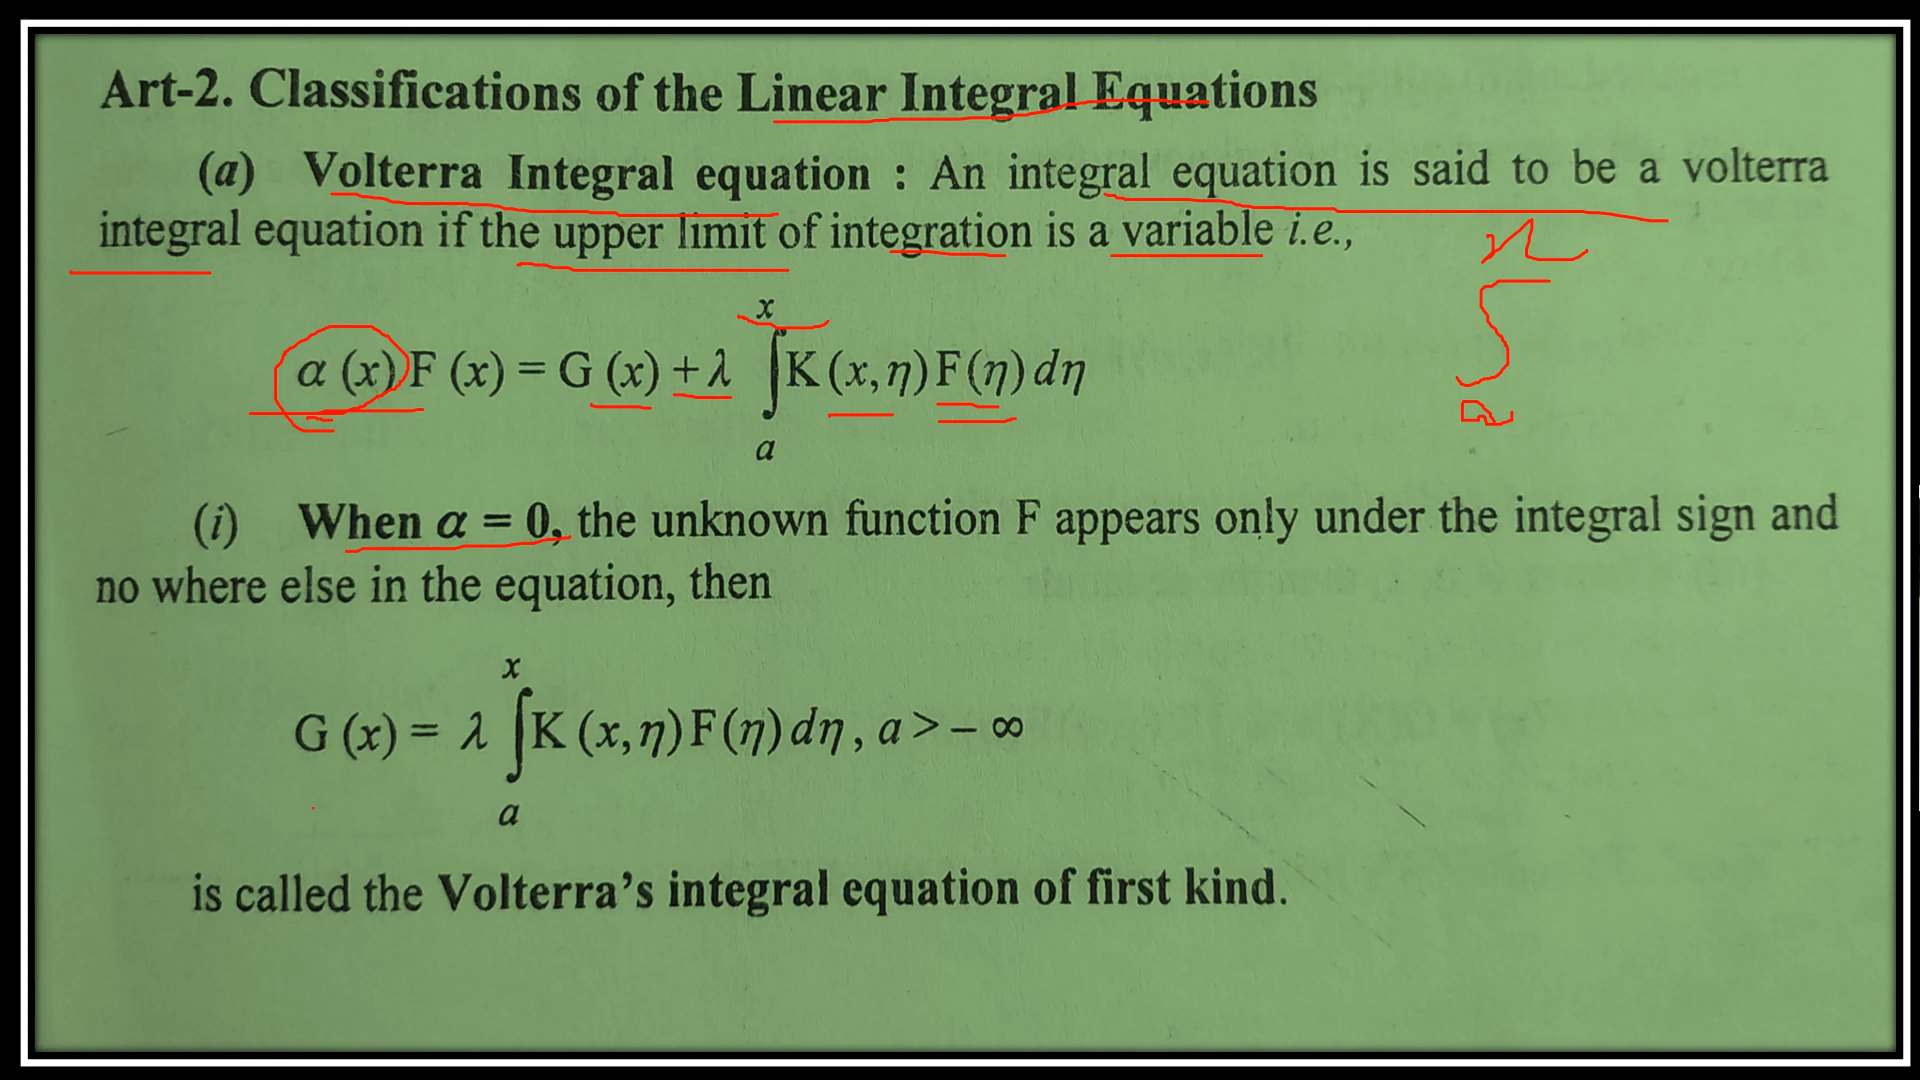 Art-2. Classifications of the Linear Integral Equations
(a) Volterra Integral equation : An integral equation is said to be a volterra
integral equation if the upper limit of integration is a variable i.e.,
x
α (x) F (x) = G (x) + λ ∫ K (x, η) F(η) dη
a
x
∫
a
(i) When α = 0, the unknown function F appears only under the integral sign and
no where else in the equation, then
x
G (x) = λ ∫ K (x, η) F(η) dη, a > – ∞
a
is called the Volterra’s integral equation of first kind.